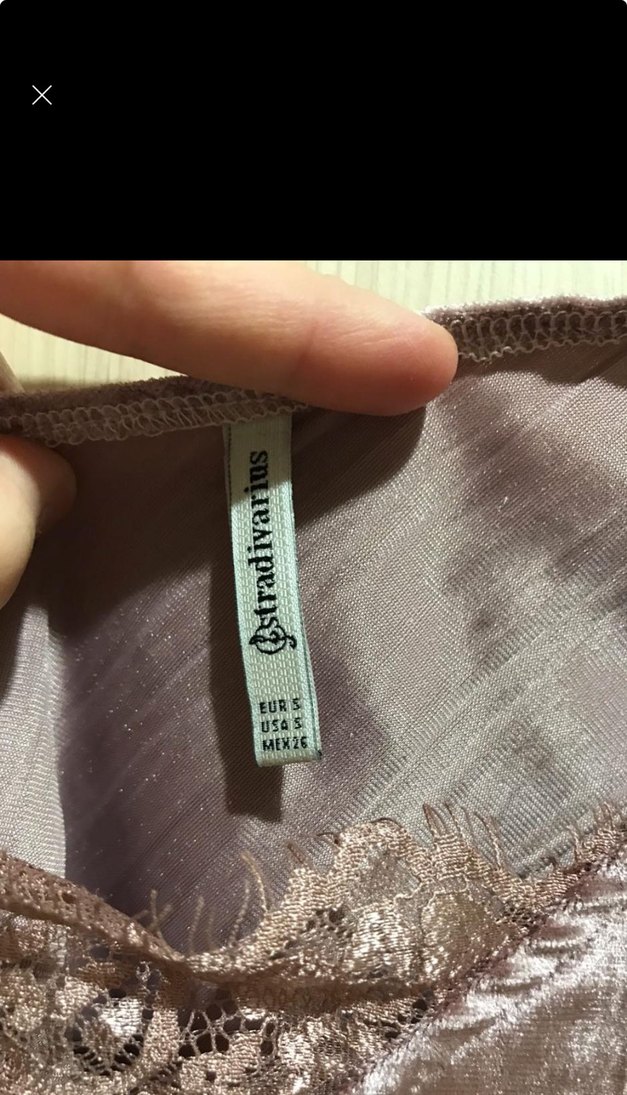 stradivarius
EUR S
USA S
MEX 26